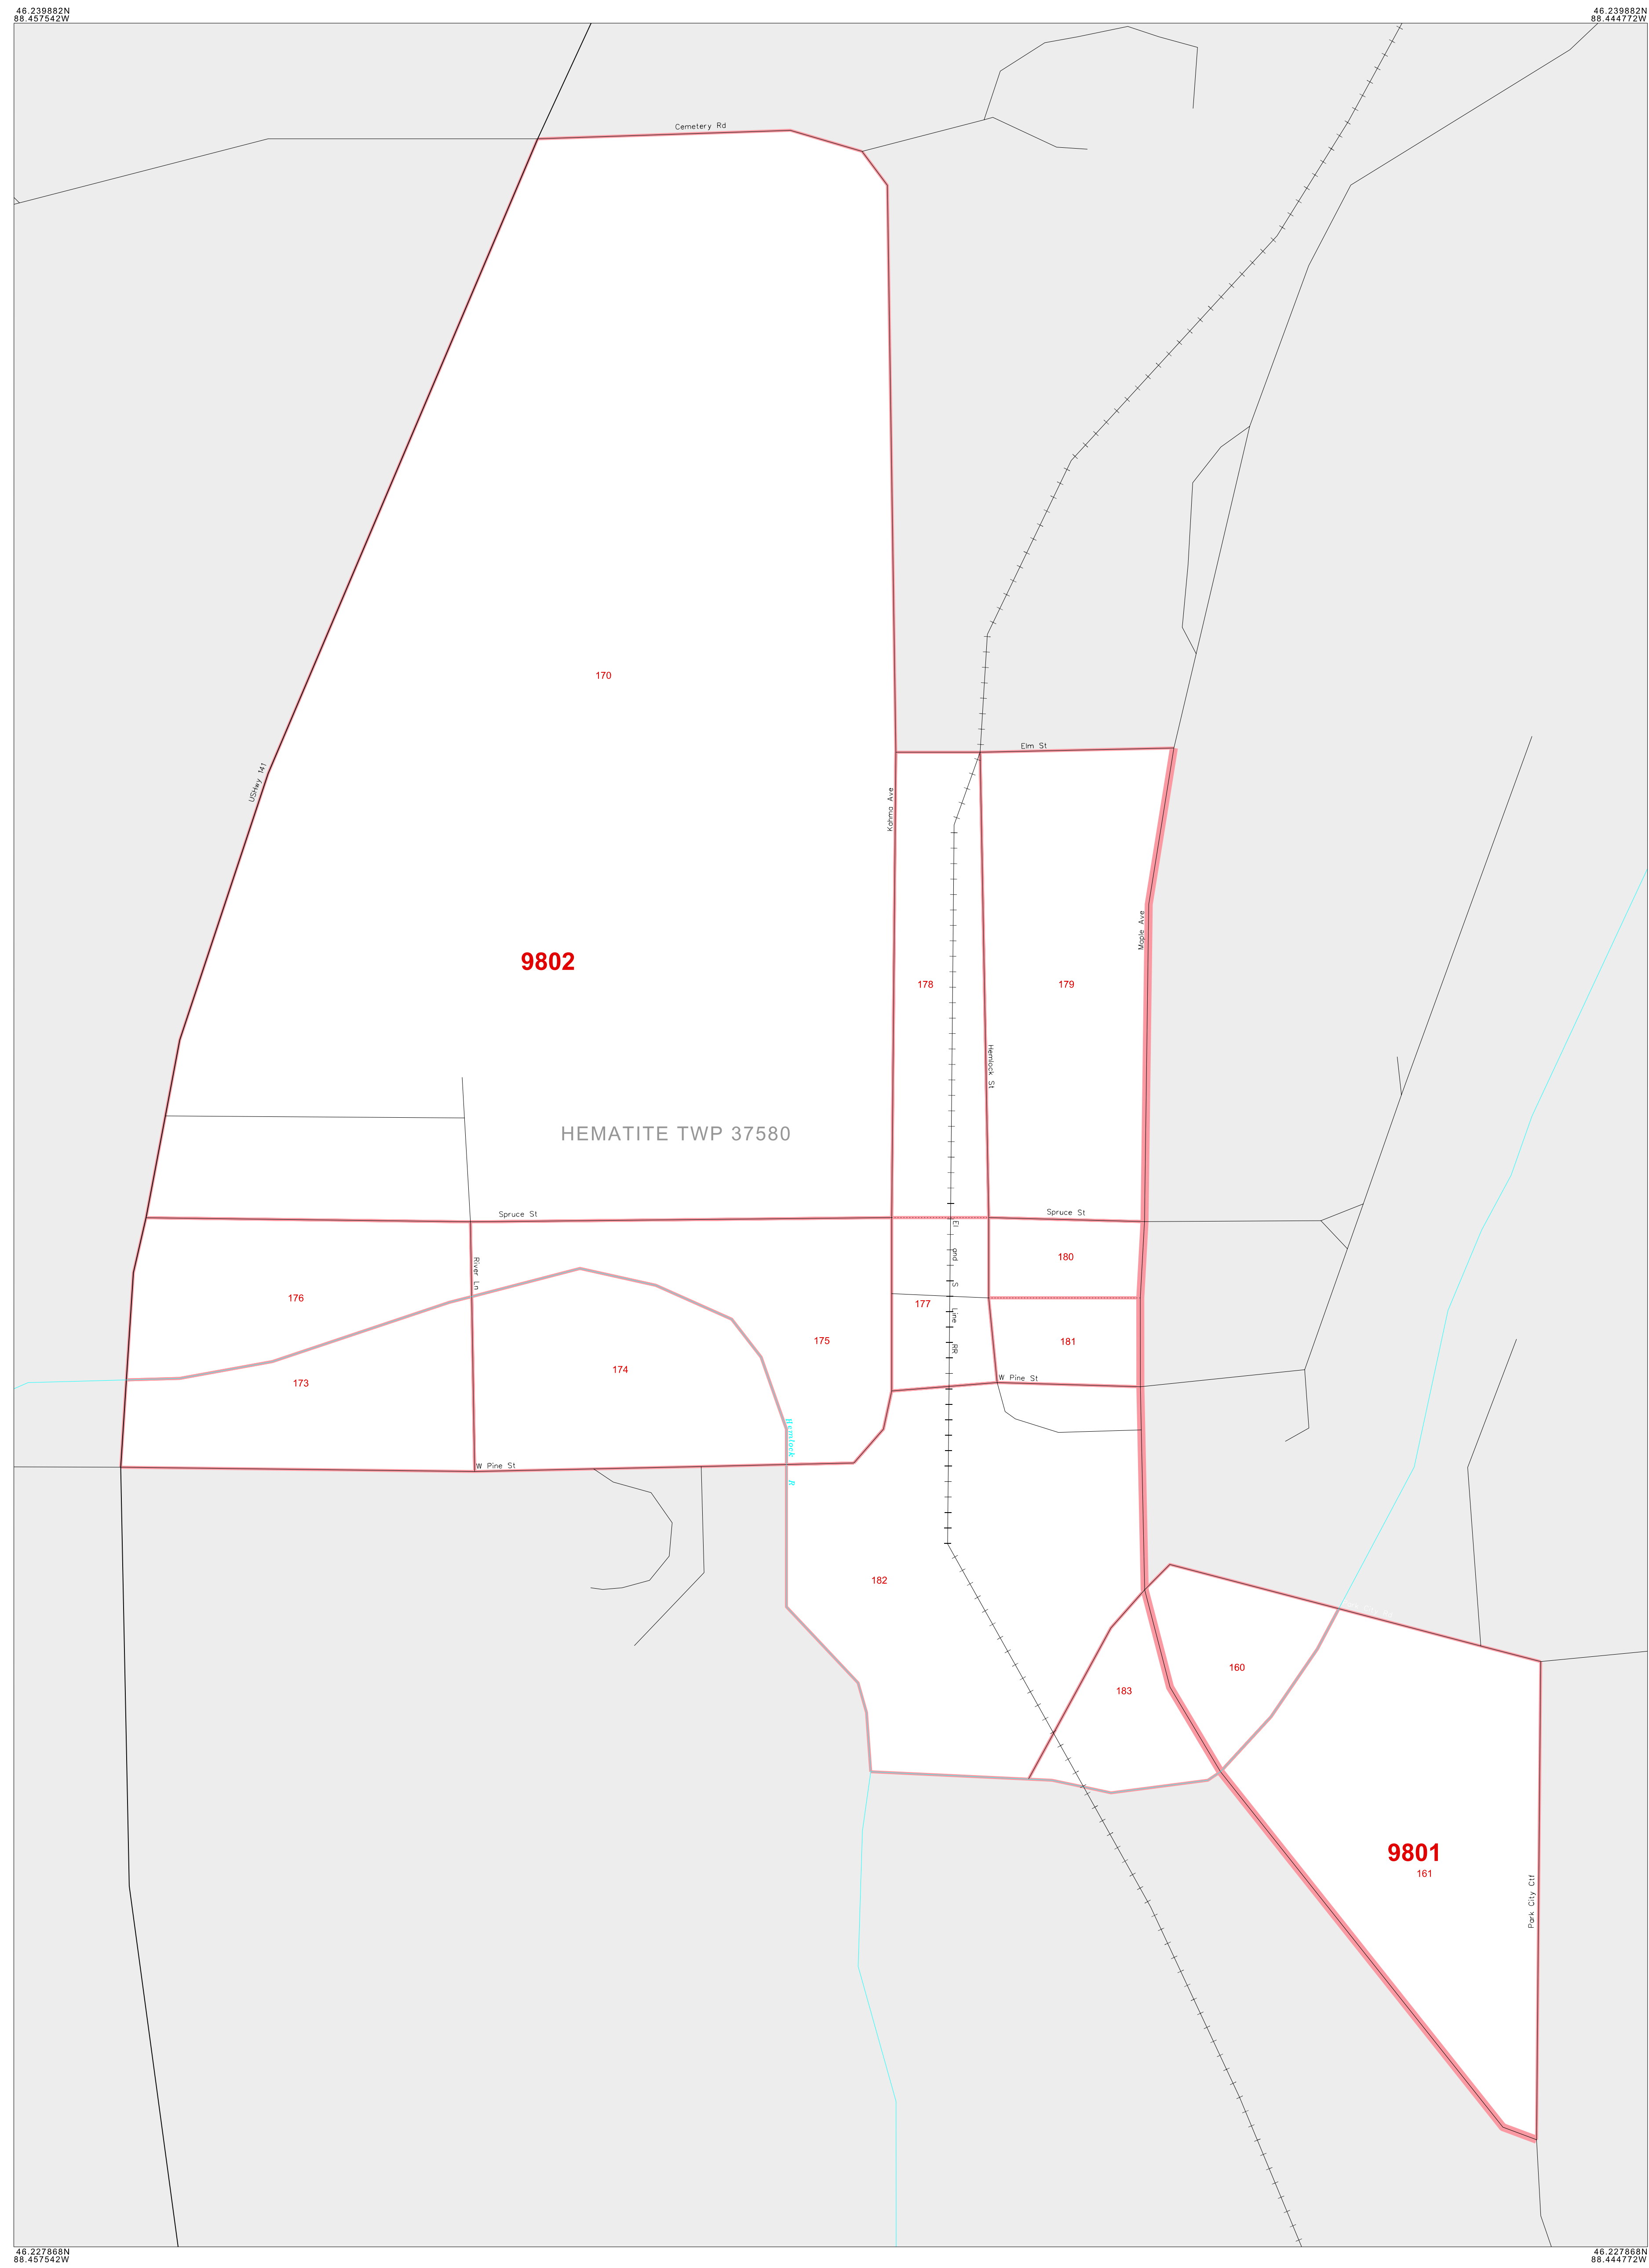 46.239882N
88.457542W
46.239882N
88.444772W
Cemetery Rd
170
Elm St
USHwy 141
Kahma Ave
Maple Ave
9802
178
179
Hemlock St
HEMATITE TWP 37580
Spruce St
Spruce St
El and S Line RR
River Ln
180
176
177
175
181
174
173
W Pine St
Hemlock R
W Pine St
182
160
183
9801
161
Park City Ctf
46.227868N
88.457542W
46.227868N
88.444772W